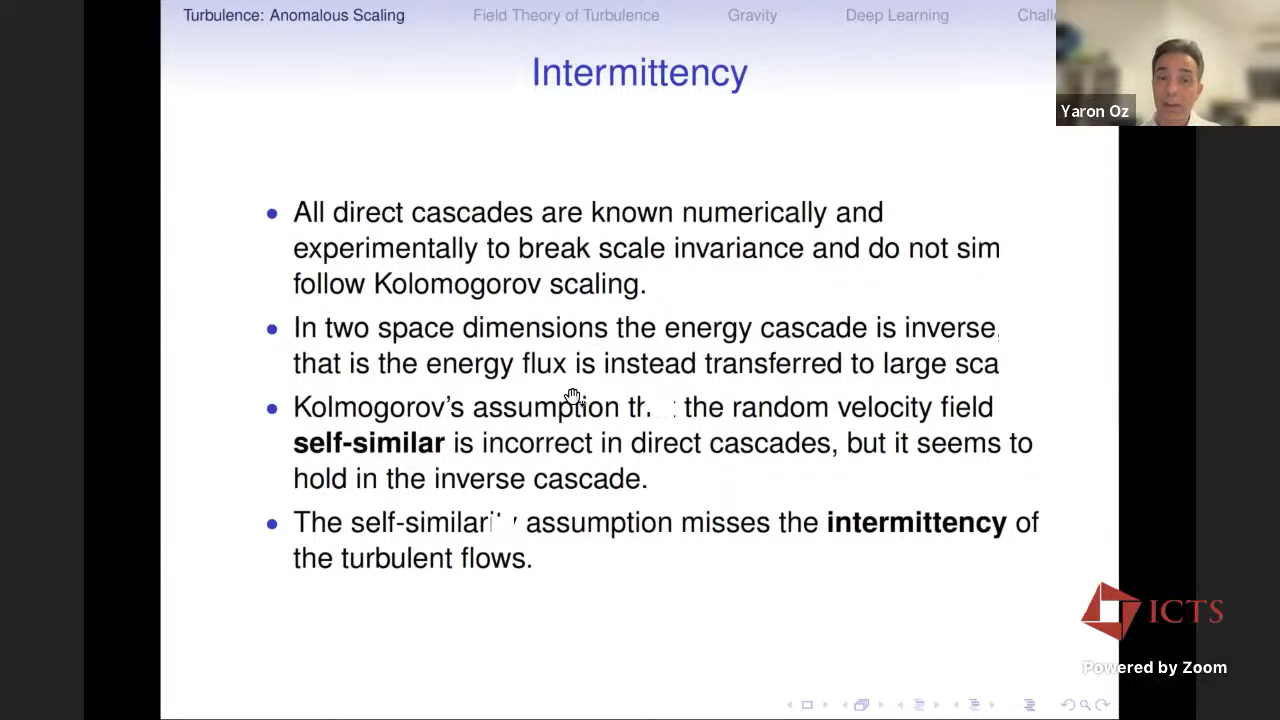 Turbulence: Anomalous Scaling Field Theory of Turbulence Gravity Deep Learning
Intermittency
Yaron Oz
• All direct cascades are known numerically and
experimentally to break scale invariance and do not
follow Kolomogorov scaling.
• In two space dimensions the energy cascade is inverse,
that is the energy flux is instead transferred to large
• Kolmogorov's assumption the random velocity field
self-similar is incorrect in direct cascades, but it seems to
hold in the inverse cascade.
• The assumption misses the intermittency of
the turbulent flows.
ICTS
Powered by Zoom